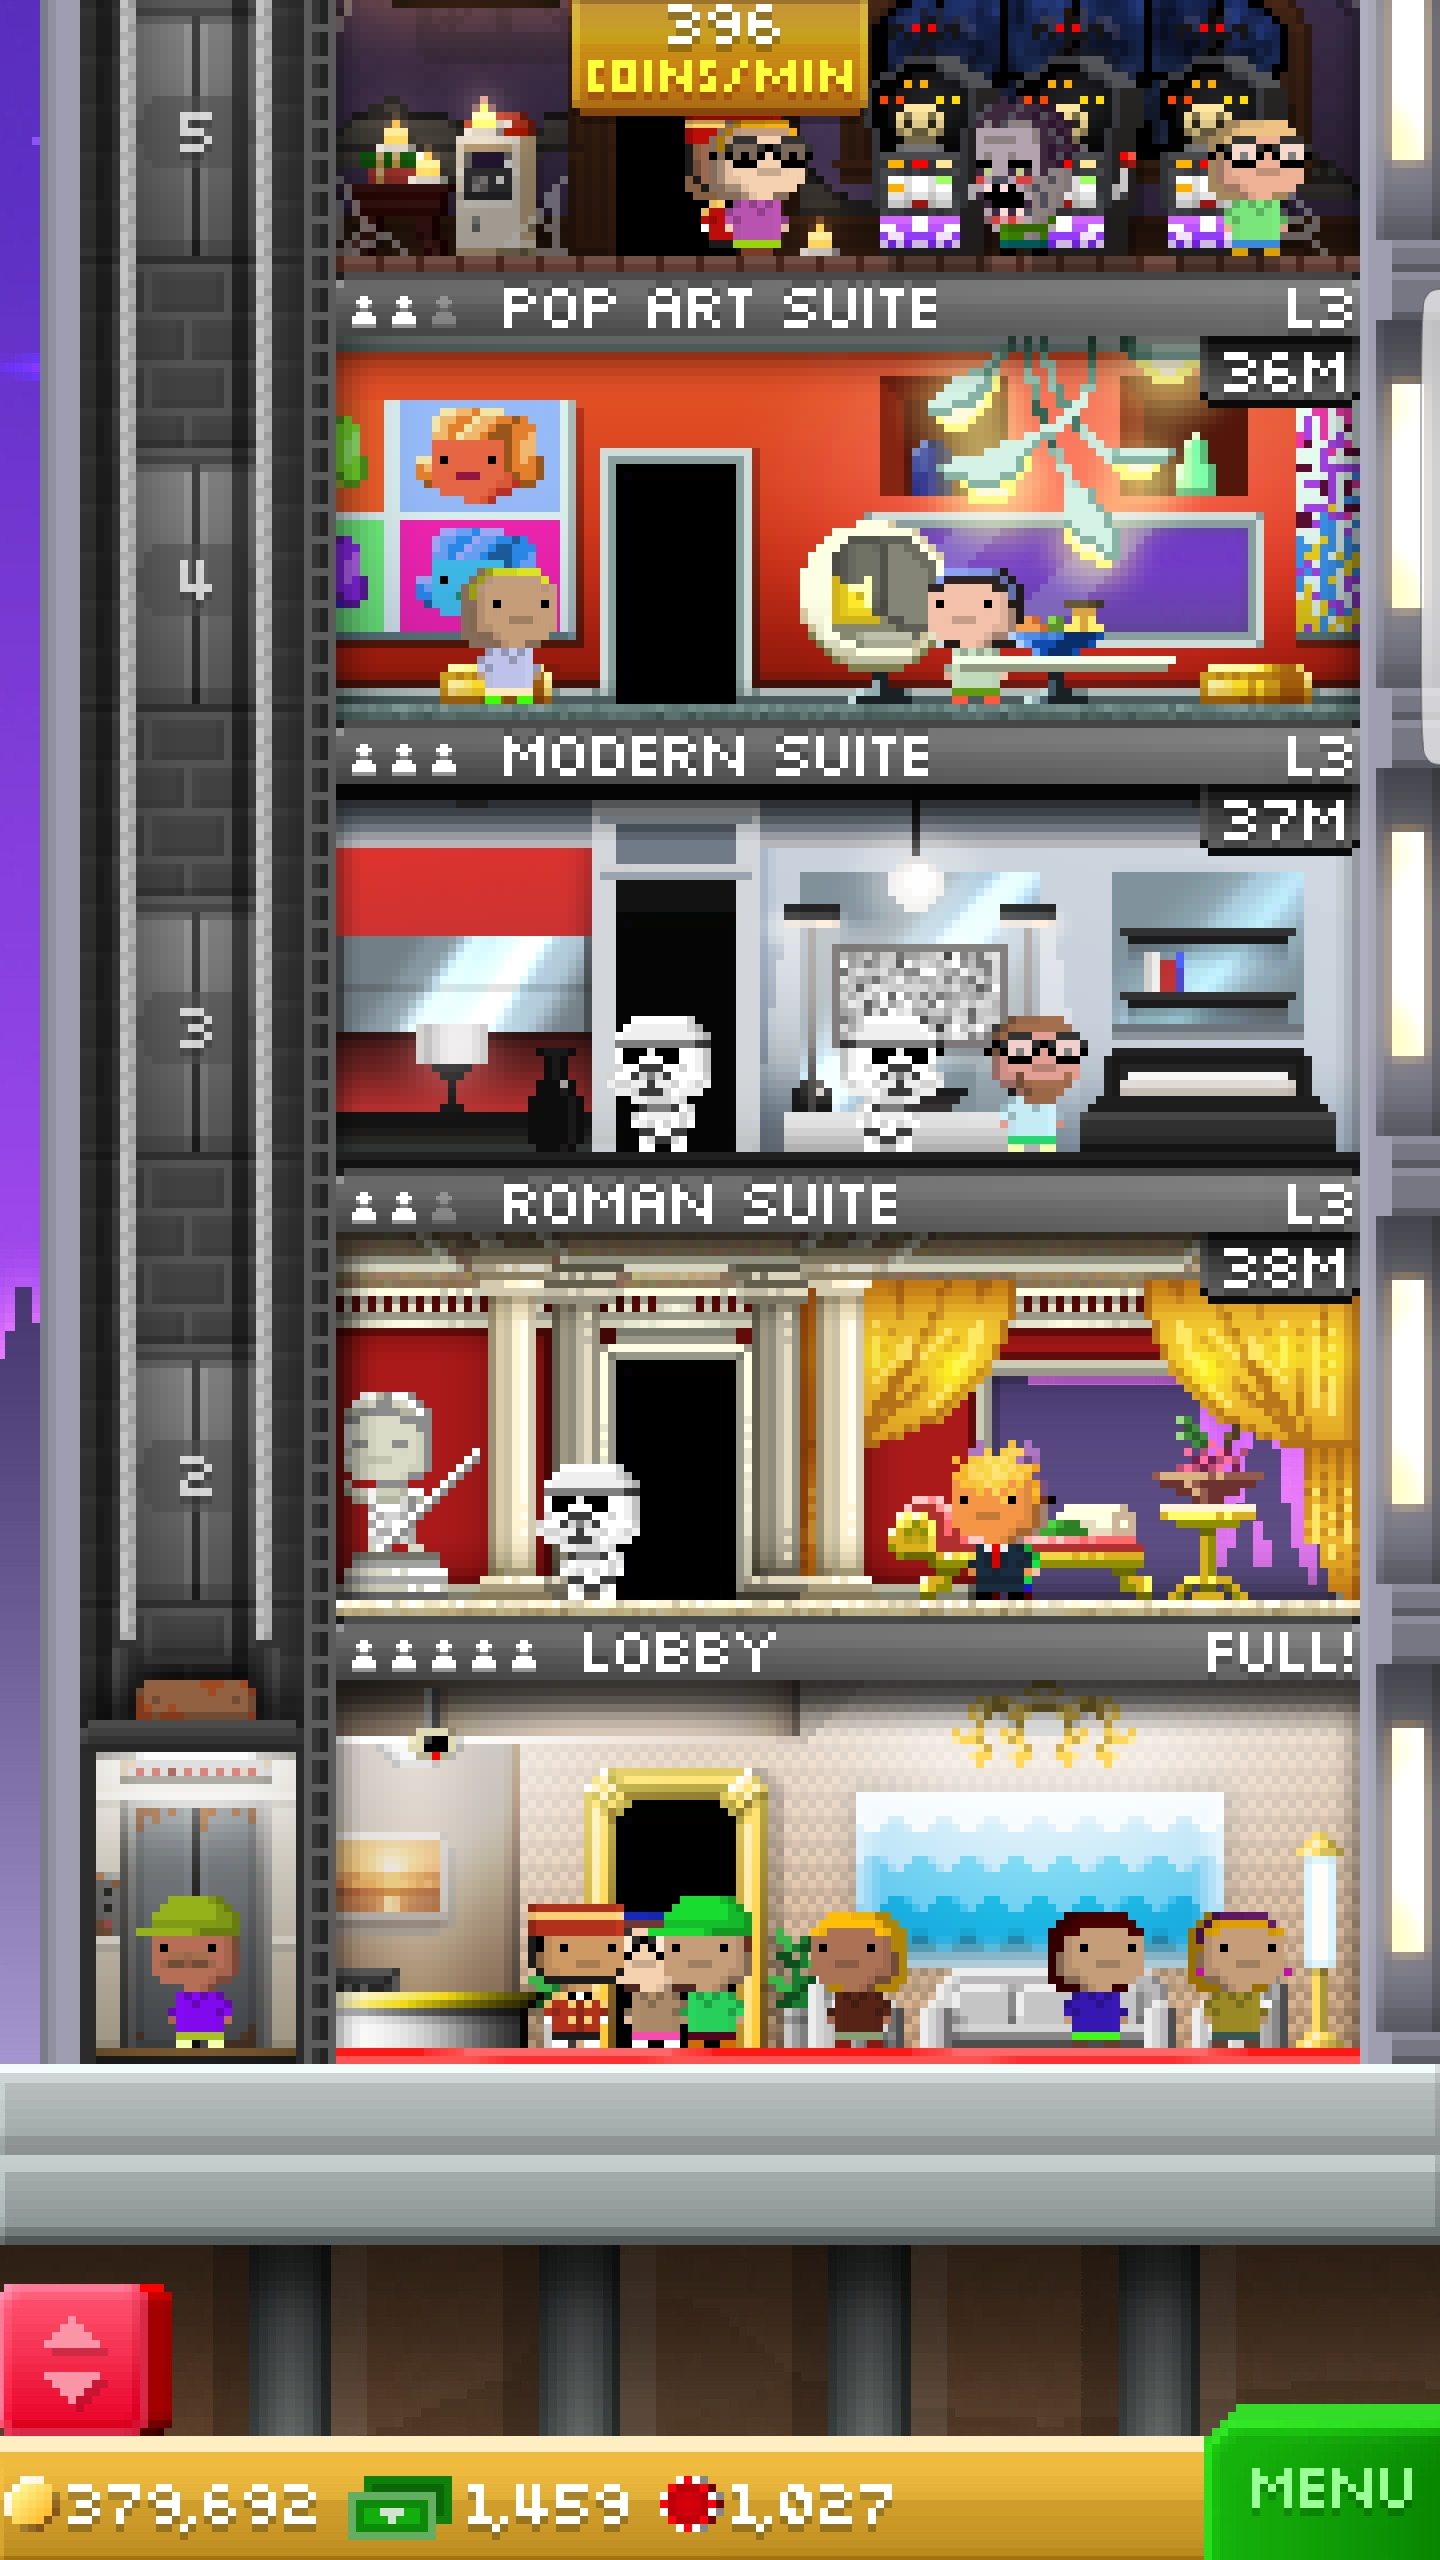 396
COINS/MIN
5
POP ART SUITE L3
36M
4
MODERN SUITE L3
37M
3
ROMAN SUITE L3
38M
2
LOBBY FULL!
379,692 1,459 1,027
MENU